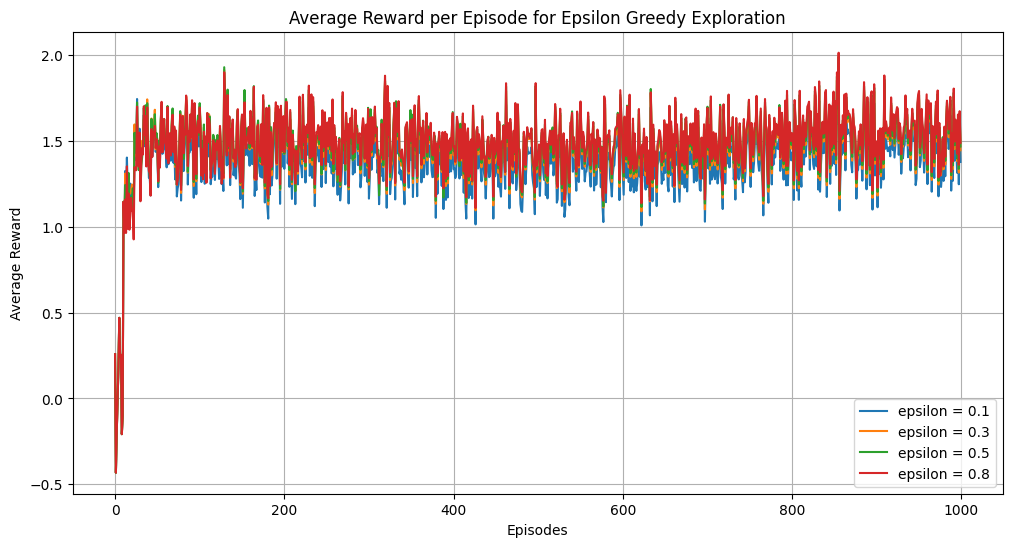 Average Reward per Episode for Epsilon Greedy Exploration
Average Reward
2.0
1.5
1.0
0.5
0.0
−0.5
0
200
400
600
800
1000
Episodes
epsilon = 0.1
epsilon = 0.3
epsilon = 0.5
epsilon = 0.8